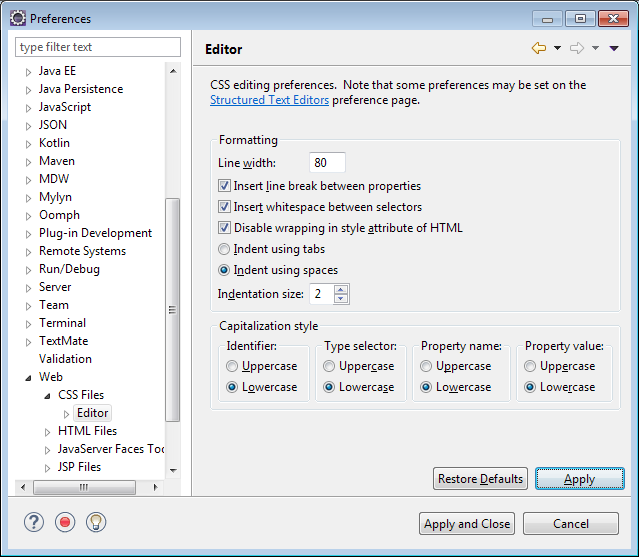 Preferences
type filter text
Java EE
Java Persistence
JavaScript
JSON
Kotlin
Maven
MDW
Mylyn
Oomph
Plug-in Development
Remote Systems
Run/Debug
Server
Team
Terminal
TextMate
Validation
Web
CSS Files
Editor
HTML Files
JavaServer Faces Too
JSP Files
Editor
CSS editing preferences. Note that some preferences may be set on the
Structured Text Editors preference page.
Formatting
Line width: 80
Insert line break between properties
Insert whitespace between selectors
Disable wrapping in style attribute of HTML
Indent using tabs
Indent using spaces
Indentation size: 2
Capitalization style
Identifier: Type selector: Property name: Property value:
Uppercase Uppercase Uppercase Uppercase
Lowercase Lowercase Lowercase Lowercase
Restore Defaults Apply
? Apply and Close Cancel